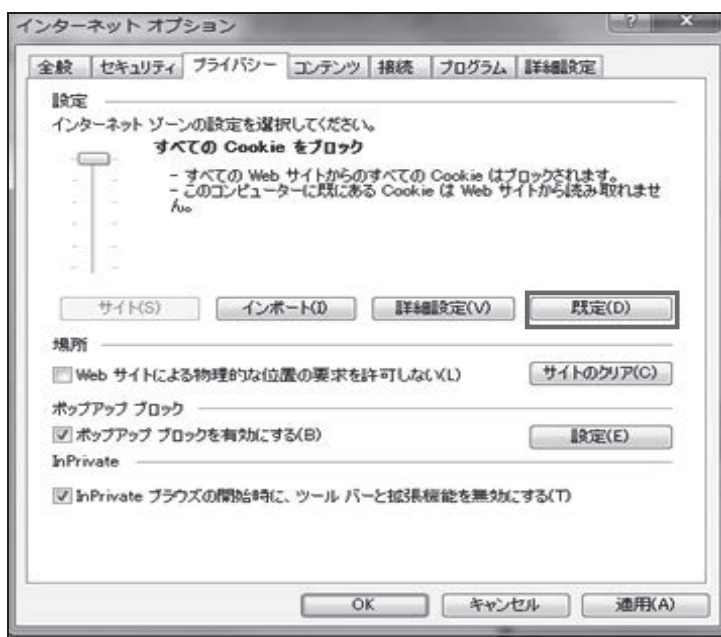 インターネット オプション
全般 セキュリティ プライバシー コンテンツ 接続 プログラム 詳細設定
設定
インターネット ゾーンの設定を選択してください。
すべての Cookie をブロック
- すべての Web サイトからのすべての Cookie はブロックされます。
- このコンピューターに既にある Cookie は Web サイトから読み取れませ
ん。
サイト(S) インポート(I) 詳細設定(V) 既定(D)
場所
Web サイトによる物理的な位置の要求を許可しない(L) サイトのクリア(C)
ポップアップ ブロック
ポップアップ ブロックを有効にする(B) 設定(E)
InPrivate
InPrivate ブラウズの開始時に、ツール バーと拡張機能を無効にする(T)
OK キャンセル 適用(A)